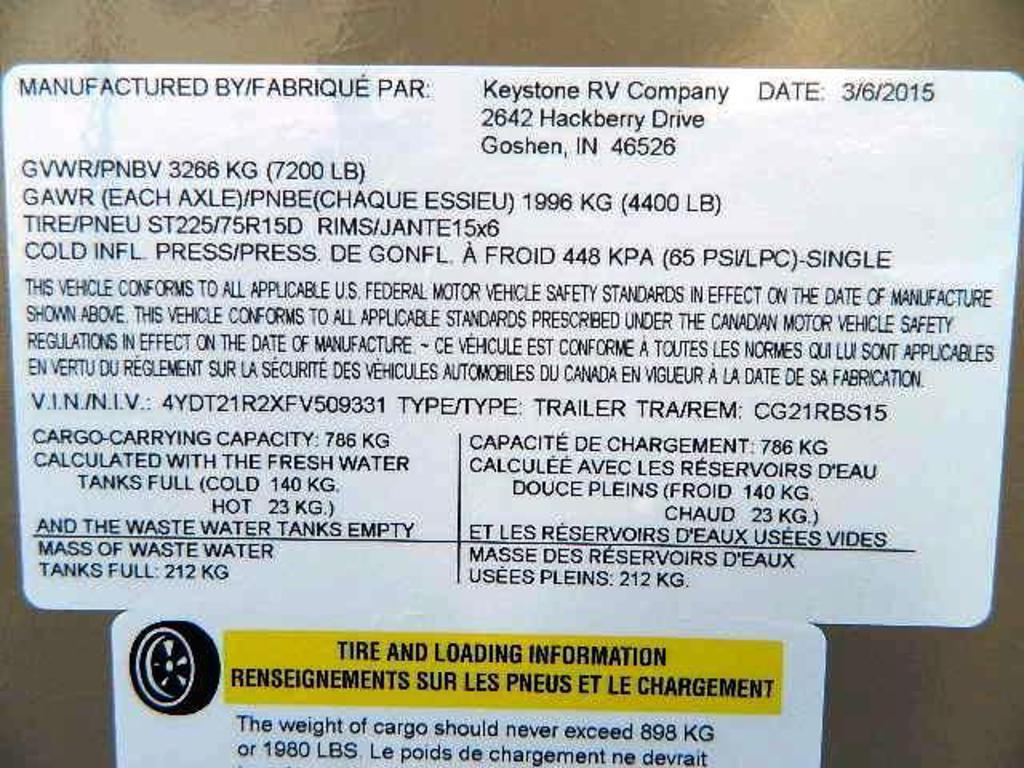 MANUFACTURED BY/FABRIQUÉ PAR: Keystone RV Company DATE: 3/6/2015
2642 Hackberry Drive
Goshen, IN 46526
GVWR/PNBV 3266 KG (7200 LB)
GAWR (EACH AXLE)/PNBE(CHAQUE ESSIEU) 1996 KG (4400 LB)
TIRE/PNEU ST225/75R15D RIMS/JANTE15x6
COLD INFL. PRESS/PRESS. DE GONFL. À FROID 448 KPA (65 PSI/LPC)-SINGLE
THIS VEHICLE CONFORMS TO ALL APPLICABLE U.S. FEDERAL MOTOR VEHICLE SAFETY STANDARDS IN EFFECT ON THE DATE OF MANUFACTURE
SHOWN ABOVE. THIS VEHICLE CONFORMS TO ALL APPLICABLE STANDARDS PRESCRIBED UNDER THE CANADIAN MOTOR VEHICLE SAFETY
REGULATIONS IN EFFECT ON THE DATE OF MANUFACTURE. ~ CE VÉHICULE EST CONFORME À TOUTES LES NORMES QUI LUI SONT APPLICABLES
EN VERTU DU RÉGLEMENT SUR LA SÉCURITÉ DES VÉHICULES AUTOMOBILES DU CANADA EN VIGUEUR À LA DATE DE SA FABRICATION.
V.I.N./N.I.V.: 4YDT21R2XFV509331 TYPE/TYPE: TRAILER TRA/REM: CG21RBS15
CARGO-CARRYING CAPACITY: 786 KG
CALCULATED WITH THE FRESH WATER
TANKS FULL (COLD 140 KG.
HOT 23 KG.)
AND THE WASTE WATER TANKS EMPTY
MASS OF WASTE WATER
TANKS FULL: 212 KG
CAPACITÉ DE CHARGEMENT: 786 KG
CALCULÉE AVEC LES RÉSERVOIRS D'EAU
DOUCE PLEINS (FROID 140 KG.
CHAUD 23 KG.)
ET LES RÉSERVOIRS D'EAUX USÉES VIDES
MASSE DES RÉSERVOIRS D'EAUX
USÉES PLEINS: 212 KG.
TIRE AND LOADING INFORMATION
RENSEIGNEMENTS SUR LES PNEUS ET LE CHARGEMENT
The weight of cargo should never exceed 898 KG
or 1980 LBS. Le poids de chargement ne devrait